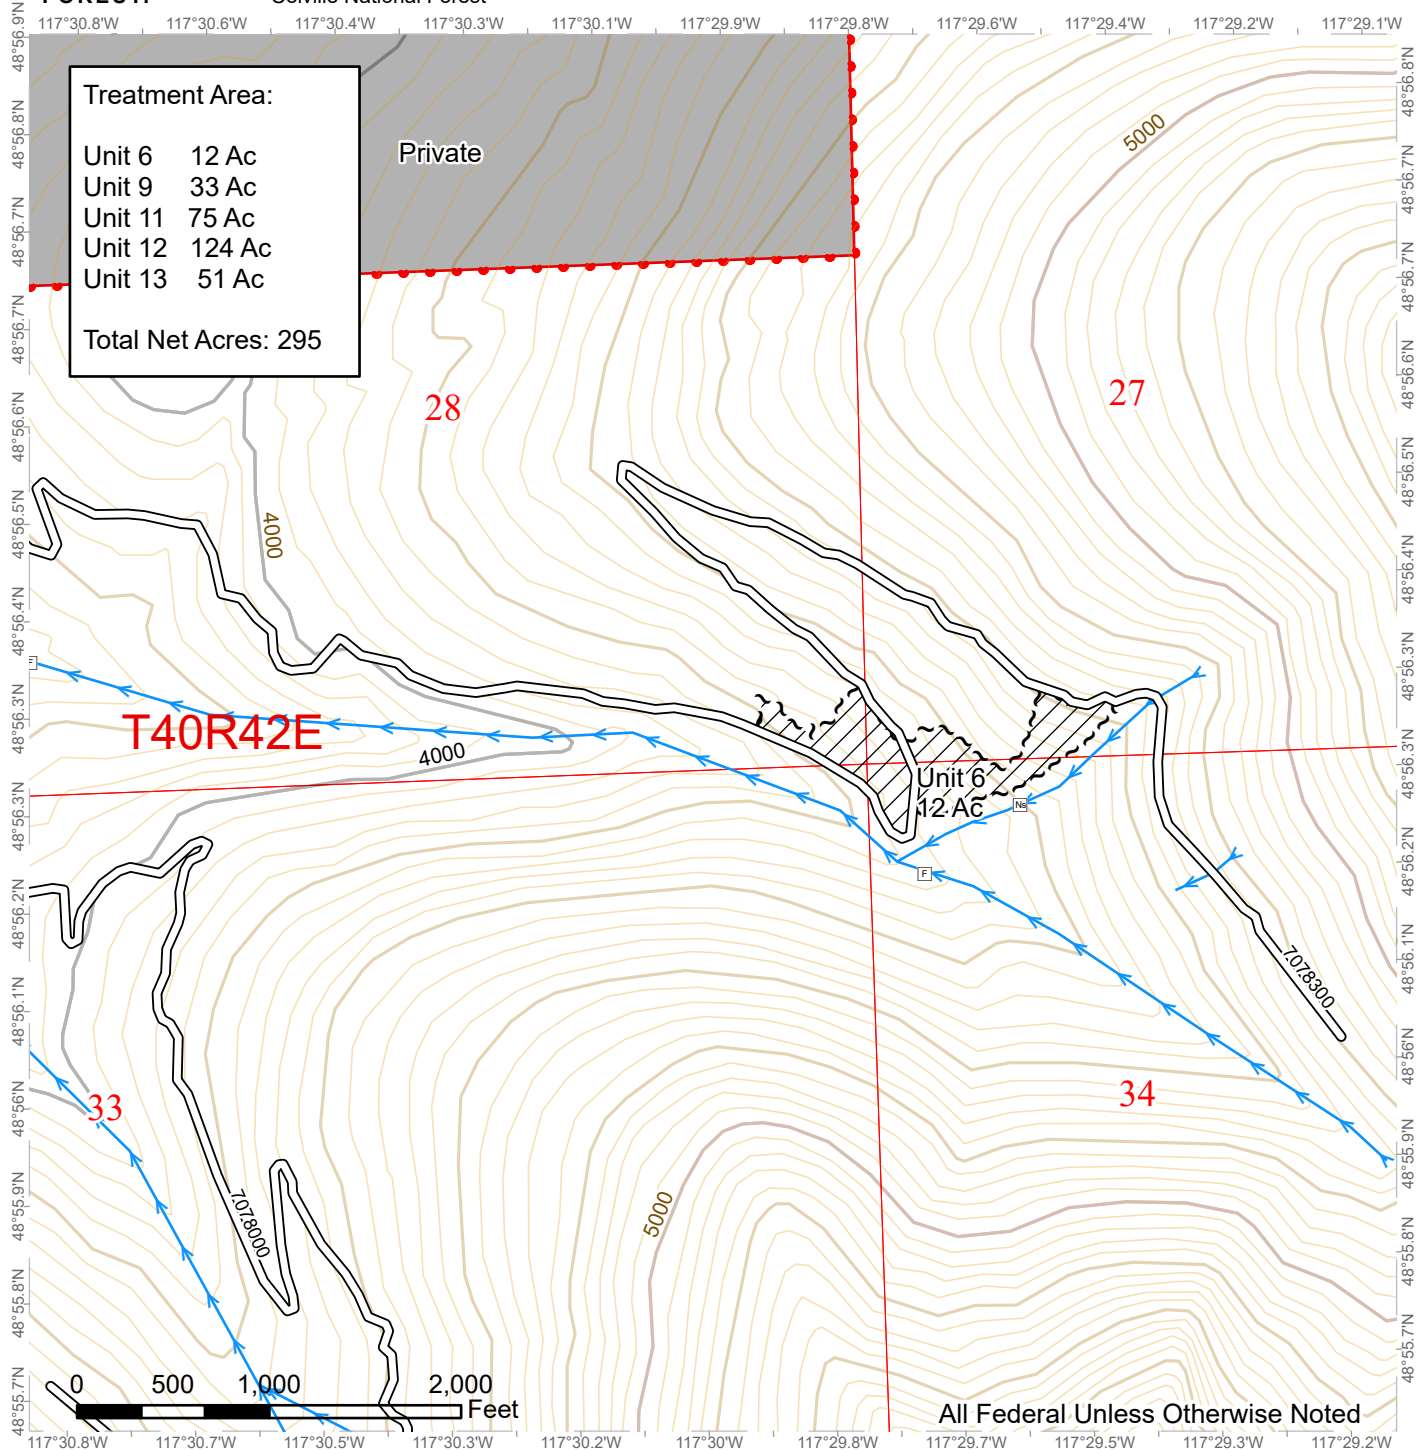 Colville National Forest
117°30.8'W 117°30.6'W 117°30.4'W 117°30.3'W 117°30.1'W 117°29.9'W 117°29.8'W 117°29.6'W 117°29.4'W 117°29.2'W 117°29.1'W
48°56.9'N
48°56.8'N
48°56.7'N
48°56.7'N
48°56.6'N
48°56.5'N
48°56.4'N
48°56.3'N
48°56.3'N
48°56.2'N
48°56.1'N
48°56'N
48°55.9'N
48°55.8'N
48°55.7'N
Treatment Area:
Unit 6 12 Ac
Unit 9 33 Ac
Unit 11 75 Ac
Unit 12 124 Ac
Unit 13 51 Ac
Total Net Acres: 295
Private
5000
28
27
4000
T40R42E
4000
Unit 6
12 Ac
Ns
F
F
7078300
33
34
7078000
5000
48°56.8'N
48°56.7'N
48°56.7'N
48°56.6'N
48°56.5'N
48°56.4'N
48°56.3'N
48°56.3'N
48°56.2'N
48°56.1'N
48°56'N
48°55.9'N
48°55.8'N
48°55.7'N
0 500 1,000 2,000
Feet
All Federal Unless Otherwise Noted
117°30.8'W 117°30.7'W 117°30.5'W 117°30.3'W 117°30.2'W 117°30'W 117°29.8'W 117°29.7'W 117°29.5'W 117°29.3'W 117°29.2'W